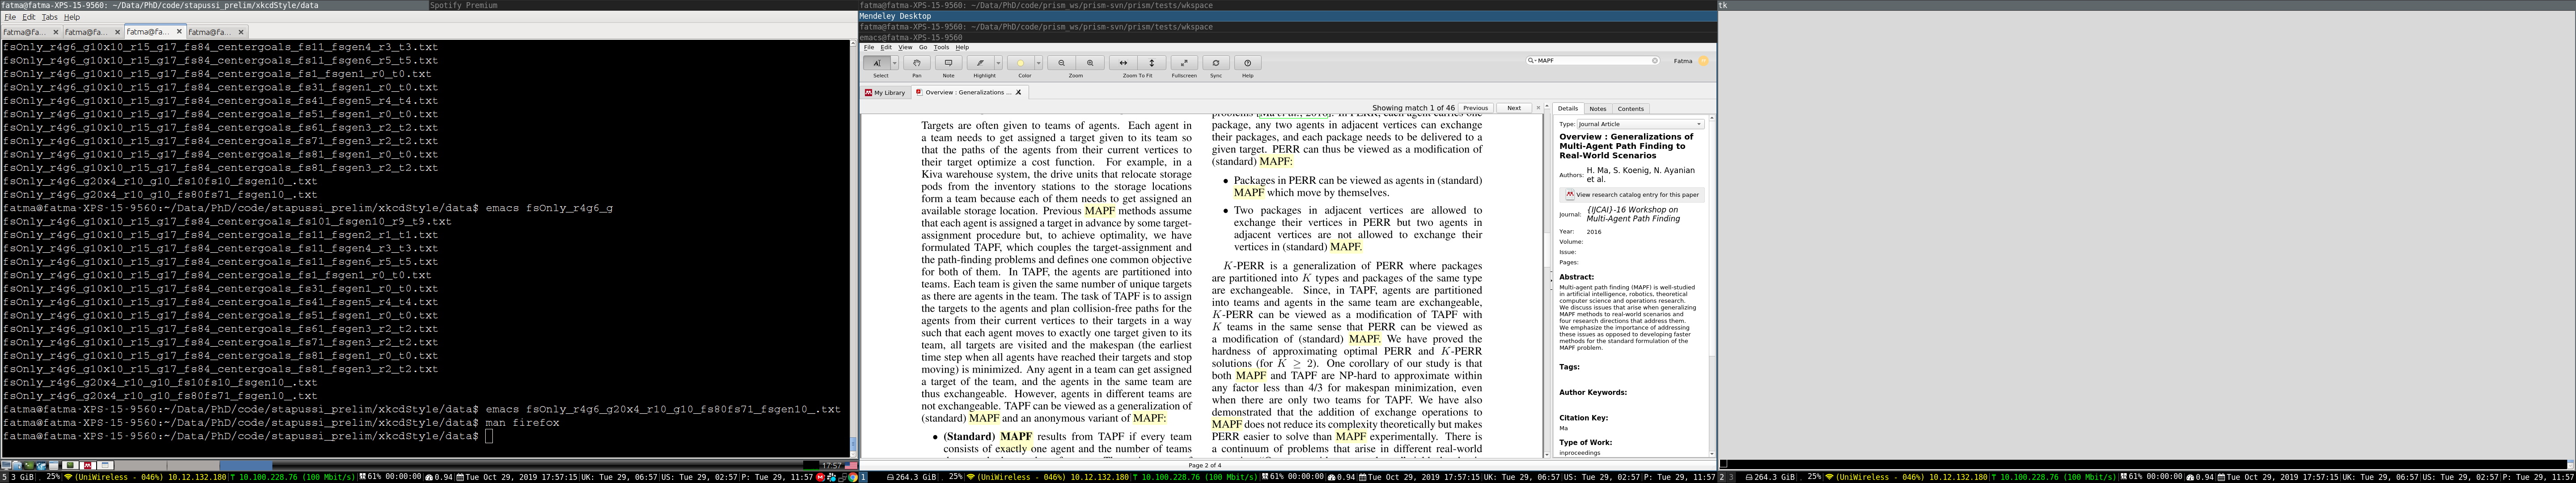 fatma@fatma-XPS-15-9560: ~/Data/PhD/code/stapussi_prelim/xkcdStyle/data
Spotify Premium
File Edit Tabs Help
fatma@fa...
fatma@fa...
fatma@fa...
fatma@fa...
fsOnly_r4g6_g10x10_r15_g17_fs84_centergoals_fs11_fsgen4_r3_t3.txt
fsOnly_r4g6_g10x10_r15_g17_fs84_centergoals_fs11_fsgen6_r5_t5.txt
fsOnly_r4g6_g10x10_r15_g17_fs84_centergoals_fs1_fsgen1_r0_t0.txt
fsOnly_r4g6_g10x10_r15_g17_fs84_centergoals_fs31_fsgen1_r0_t0.txt
fsOnly_r4g6_g10x10_r15_g17_fs84_centergoals_fs41_fsgen5_r4_t4.txt
fsOnly_r4g6_g10x10_r15_g17_fs84_centergoals_fs51_fsgen1_r0_t0.txt
fsOnly_r4g6_g10x10_r15_g17_fs84_centergoals_fs61_fsgen3_r2_t2.txt
fsOnly_r4g6_g10x10_r15_g17_fs84_centergoals_fs71_fsgen3_r2_t2.txt
fsOnly_r4g6_g10x10_r15_g17_fs84_centergoals_fs81_fsgen1_r0_t0.txt
fsOnly_r4g6_g10x10_r15_g17_fs84_centergoals_fs81_fsgen3_r2_t2.txt
fsOnly_r4g6_g20x4_r10_g10_fs10fs10_fsgen10_.txt
fsOnly_r4g6_g20x4_r10_g10_fs80fs71_fsgen10_.txt
fatma@fatma-XPS-15-9560:~/Data/PhD/code/stapussi_prelim/xkcdStyle/data$ emacs fsOnly_r4g6_g
fsOnly_r4g6_g10x10_r15_g17_fs84_centergoals_fs101_fsgen10_r9_t9.txt
fsOnly_r4g6_g10x10_r15_g17_fs84_centergoals_fs11_fsgen2_r1_t1.txt
fsOnly_r4g6_g10x10_r15_g17_fs84_centergoals_fs11_fsgen4_r3_t3.txt
fsOnly_r4g6_g10x10_r15_g17_fs84_centergoals_fs11_fsgen6_r5_t5.txt
fsOnly_r4g6_g10x10_r15_g17_fs84_centergoals_fs1_fsgen1_r0_t0.txt
fsOnly_r4g6_g10x10_r15_g17_fs84_centergoals_fs31_fsgen1_r0_t0.txt
fsOnly_r4g6_g10x10_r15_g17_fs84_centergoals_fs41_fsgen5_r4_t4.txt
fsOnly_r4g6_g10x10_r15_g17_fs84_centergoals_fs51_fsgen1_r0_t0.txt
fsOnly_r4g6_g10x10_r15_g17_fs84_centergoals_fs61_fsgen3_r2_t2.txt
fsOnly_r4g6_g10x10_r15_g17_fs84_centergoals_fs71_fsgen3_r2_t2.txt
fsOnly_r4g6_g10x10_r15_g17_fs84_centergoals_fs81_fsgen1_r0_t0.txt
fsOnly_r4g6_g10x10_r15_g17_fs84_centergoals_fs81_fsgen3_r2_t2.txt
fsOnly_r4g6_g20x4_r10_g10_fs10fs10_fsgen10_.txt
fsOnly_r4g6_g20x4_r10_g10_fs80fs71_fsgen10_.txt
fatma@fatma-XPS-15-9560:~/Data/PhD/code/stapussi_prelim/xkcdStyle/data$ emacs fsOnly_r4g6_g20x4_r10_g10_fs80fs71_fsgen10_.txt
fatma@fatma-XPS-15-9560:~/Data/PhD/code/stapussi_prelim/xkcdStyle/data$ man firefox
fatma@fatma-XPS-15-9560:~/Data/PhD/code/stapussi_prelim/xkcdStyle/data$
17:57
5 3 GiB 25% (UniWireless - 046%) 10.12.132.180 10.100.228.76 (100 Mbit/s) 61% 00:00:00 0.94 Tue Oct 29, 2019 17:57:15 UK: Tue 29, 06:57 US: Tue 29, 02:57 P: Tue 29, 11:57
fatma@fatma-XPS-15-9560: ~/Data/PhD/code/prism_ws/prism-svn/prism/tests/wkspace
Mendeley Desktop
fatma@fatma-XPS-15-9560: ~/Data/PhD/code/prism_ws/prism-svn/prism/tests/wkspace
emacs@fatma-XPS-15-9560
File Edit View Go Tools Help
Select Pan Note Highlight Color Zoom Zoom To Fit Fullscreen Sync Help
MAPF
Fatma
My Library
Overview : Generalizations ...
Showing match 1 of 46 Previous Next
Targets are often given to teams of agents. Each agent in
a team needs to get assigned a target given to its team so
that the paths of the agents from their current vertices to
their target optimize a cost function. For example, in a
Kiva warehouse system, the drive units that relocate storage
pods from the inventory stations to the storage locations
form a team because each of them needs to get assigned an
available storage location. Previous MAPF methods assume
that each agent is assigned a target in advance by some target-
assignment procedure but, to achieve optimality, we have
formulated TAPF, which couples the target-assignment and
the path-finding problems and defines one common objective
for both of them. In TAPF, the agents are partitioned into
teams. Each team is given the same number of unique targets
as there are agents in the team. The task of TAPF is to assign
the targets to the agents and plan collision-free paths for the
agents from their current vertices to their targets in a way
such that each agent moves to exactly one target given to its
team, all targets are visited and the makespan (the earliest
time step when all agents have reached their targets and stop
moving) is minimized. Any agent in a team can get assigned
a target of the team, and the agents in the same team are
thus exchangeable. However, agents in different teams are
not exchangeable. TAPF can be viewed as a generalization of
(standard) MAPF and an anonymous variant of MAPF:
• (Standard) MAPF results from TAPF if every team
consists of exactly one agent and the number of teams
problems [Ma et al., 2016]. In PERR, each agent carries one
package, any two agents in adjacent vertices can exchange
their packages, and each package needs to be delivered to a
given target. PERR can thus be viewed as a modification of
(standard) MAPF:
• Packages in PERR can be viewed as agents in (standard)
MAPF which move by themselves.
• Two packages in adjacent vertices are allowed to
exchange their vertices in PERR but two agents in
adjacent vertices are not allowed to exchange their
vertices in (standard) MAPF.
K-PERR is a generalization of PERR where packages
are partitioned into K types and packages of the same type
are exchangeable. Since, in TAPF, agents are partitioned
into teams and agents in the same team are exchangeable,
K-PERR can be viewed as a modification of TAPF with
K teams in the same sense that PERR can be viewed as
a modification of (standard) MAPF. We have proved the
hardness of approximating optimal PERR and K-PERR
solutions (for K ≥ 2). One corollary of our study is that
both MAPF and TAPF are NP-hard to approximate within
any factor less than 4/3 for makespan minimization, even
when there are only two teams for TAPF. We have also
demonstrated that the addition of exchange operations to
MAPF does not reduce its complexity theoretically but makes
PERR easier to solve than MAPF experimentally. There is
a continuum of problems that arise in different real-world
Page 2 of 4
Details Notes Contents
Type: Journal Article
Overview : Generalizations of
Multi-Agent Path Finding to
Real-World Scenarios
Authors: H. Ma, S. Koenig, N. Ayanian
et al.
View research catalog entry for this paper
Journal: {IJCAI}-16 Workshop on
Multi-Agent Path Finding
Year: 2016
Volume:
Issue:
Pages:
Abstract:
Multi-agent path finding (MAPF) is well-studied
in artificial intelligence, robotics, theoretical
computer science and operations research.
We discuss issues that arise when generalizing
MAPF methods to real-world scenarios and
four research directions that address them.
We emphasize the importance of addressing
these issues as opposed to developing faster
methods for the standard formulation of the
MAPF problem.
Tags:
Author Keywords:
Citation Key:
Ma
Type of Work:
inproceedings
1 264.3 GiB 25% (UniWireless - 046%) 10.12.132.180 10.100.228.76 (100 Mbit/s) 61% 00:00:00 0.94 Tue Oct 29, 2019 17:57:15 UK: Tue 29, 06:57 US: Tue 29, 02:57 P: Tue 29, 11:57
tk
2 3 264.3 GiB 25% (UniWireless - 046%) 10.12.132.180 10.100.228.76 (100 Mbit/s) 61% 00:00:00 0.94 Tue Oct 29, 2019 17:57:15 UK: Tue 29, 06:57 US: Tue 29, 02:57 P: Tue 29, 11:57